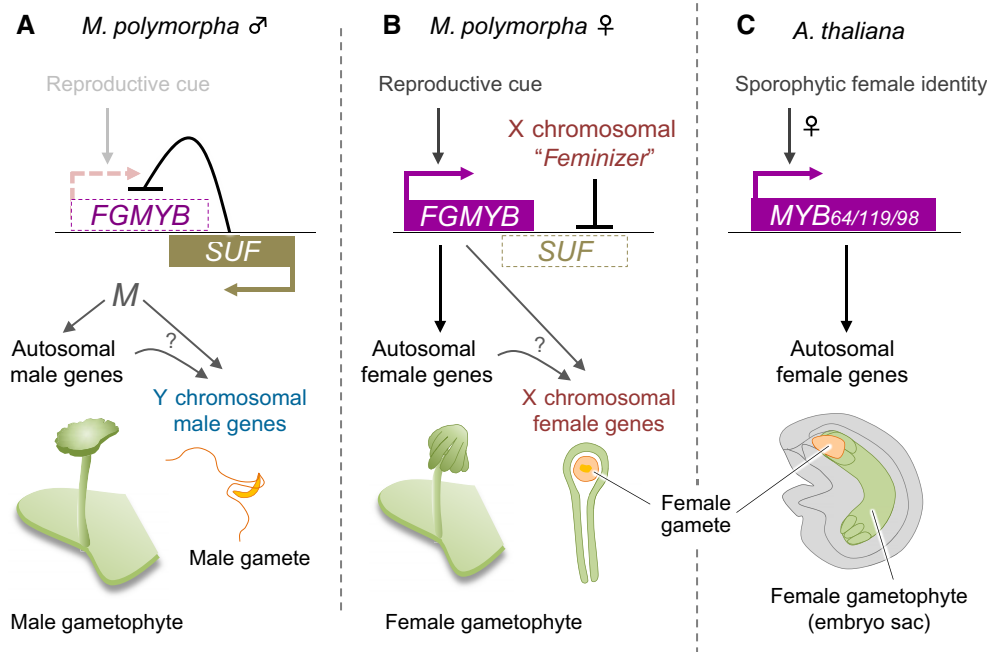 A
M. polymorpha ♂
Reproductive cue
FGMYB
SUF
M
?
Autosomal
male genes
Y chromosomal
male genes
Male gamete
Male gametophyte
B
M. polymorpha ♀
Reproductive cue
X chromosomal
“Feminizer”
FGMYB
SUF
?
Autosomal
female genes
X chromosomal
female genes
Female
gamete
Female gametophyte
C
A. thaliana
Sporophytic female identity
♀
MYB64/119/98
Autosomal
female genes
Female gametophyte
(embryo sac)